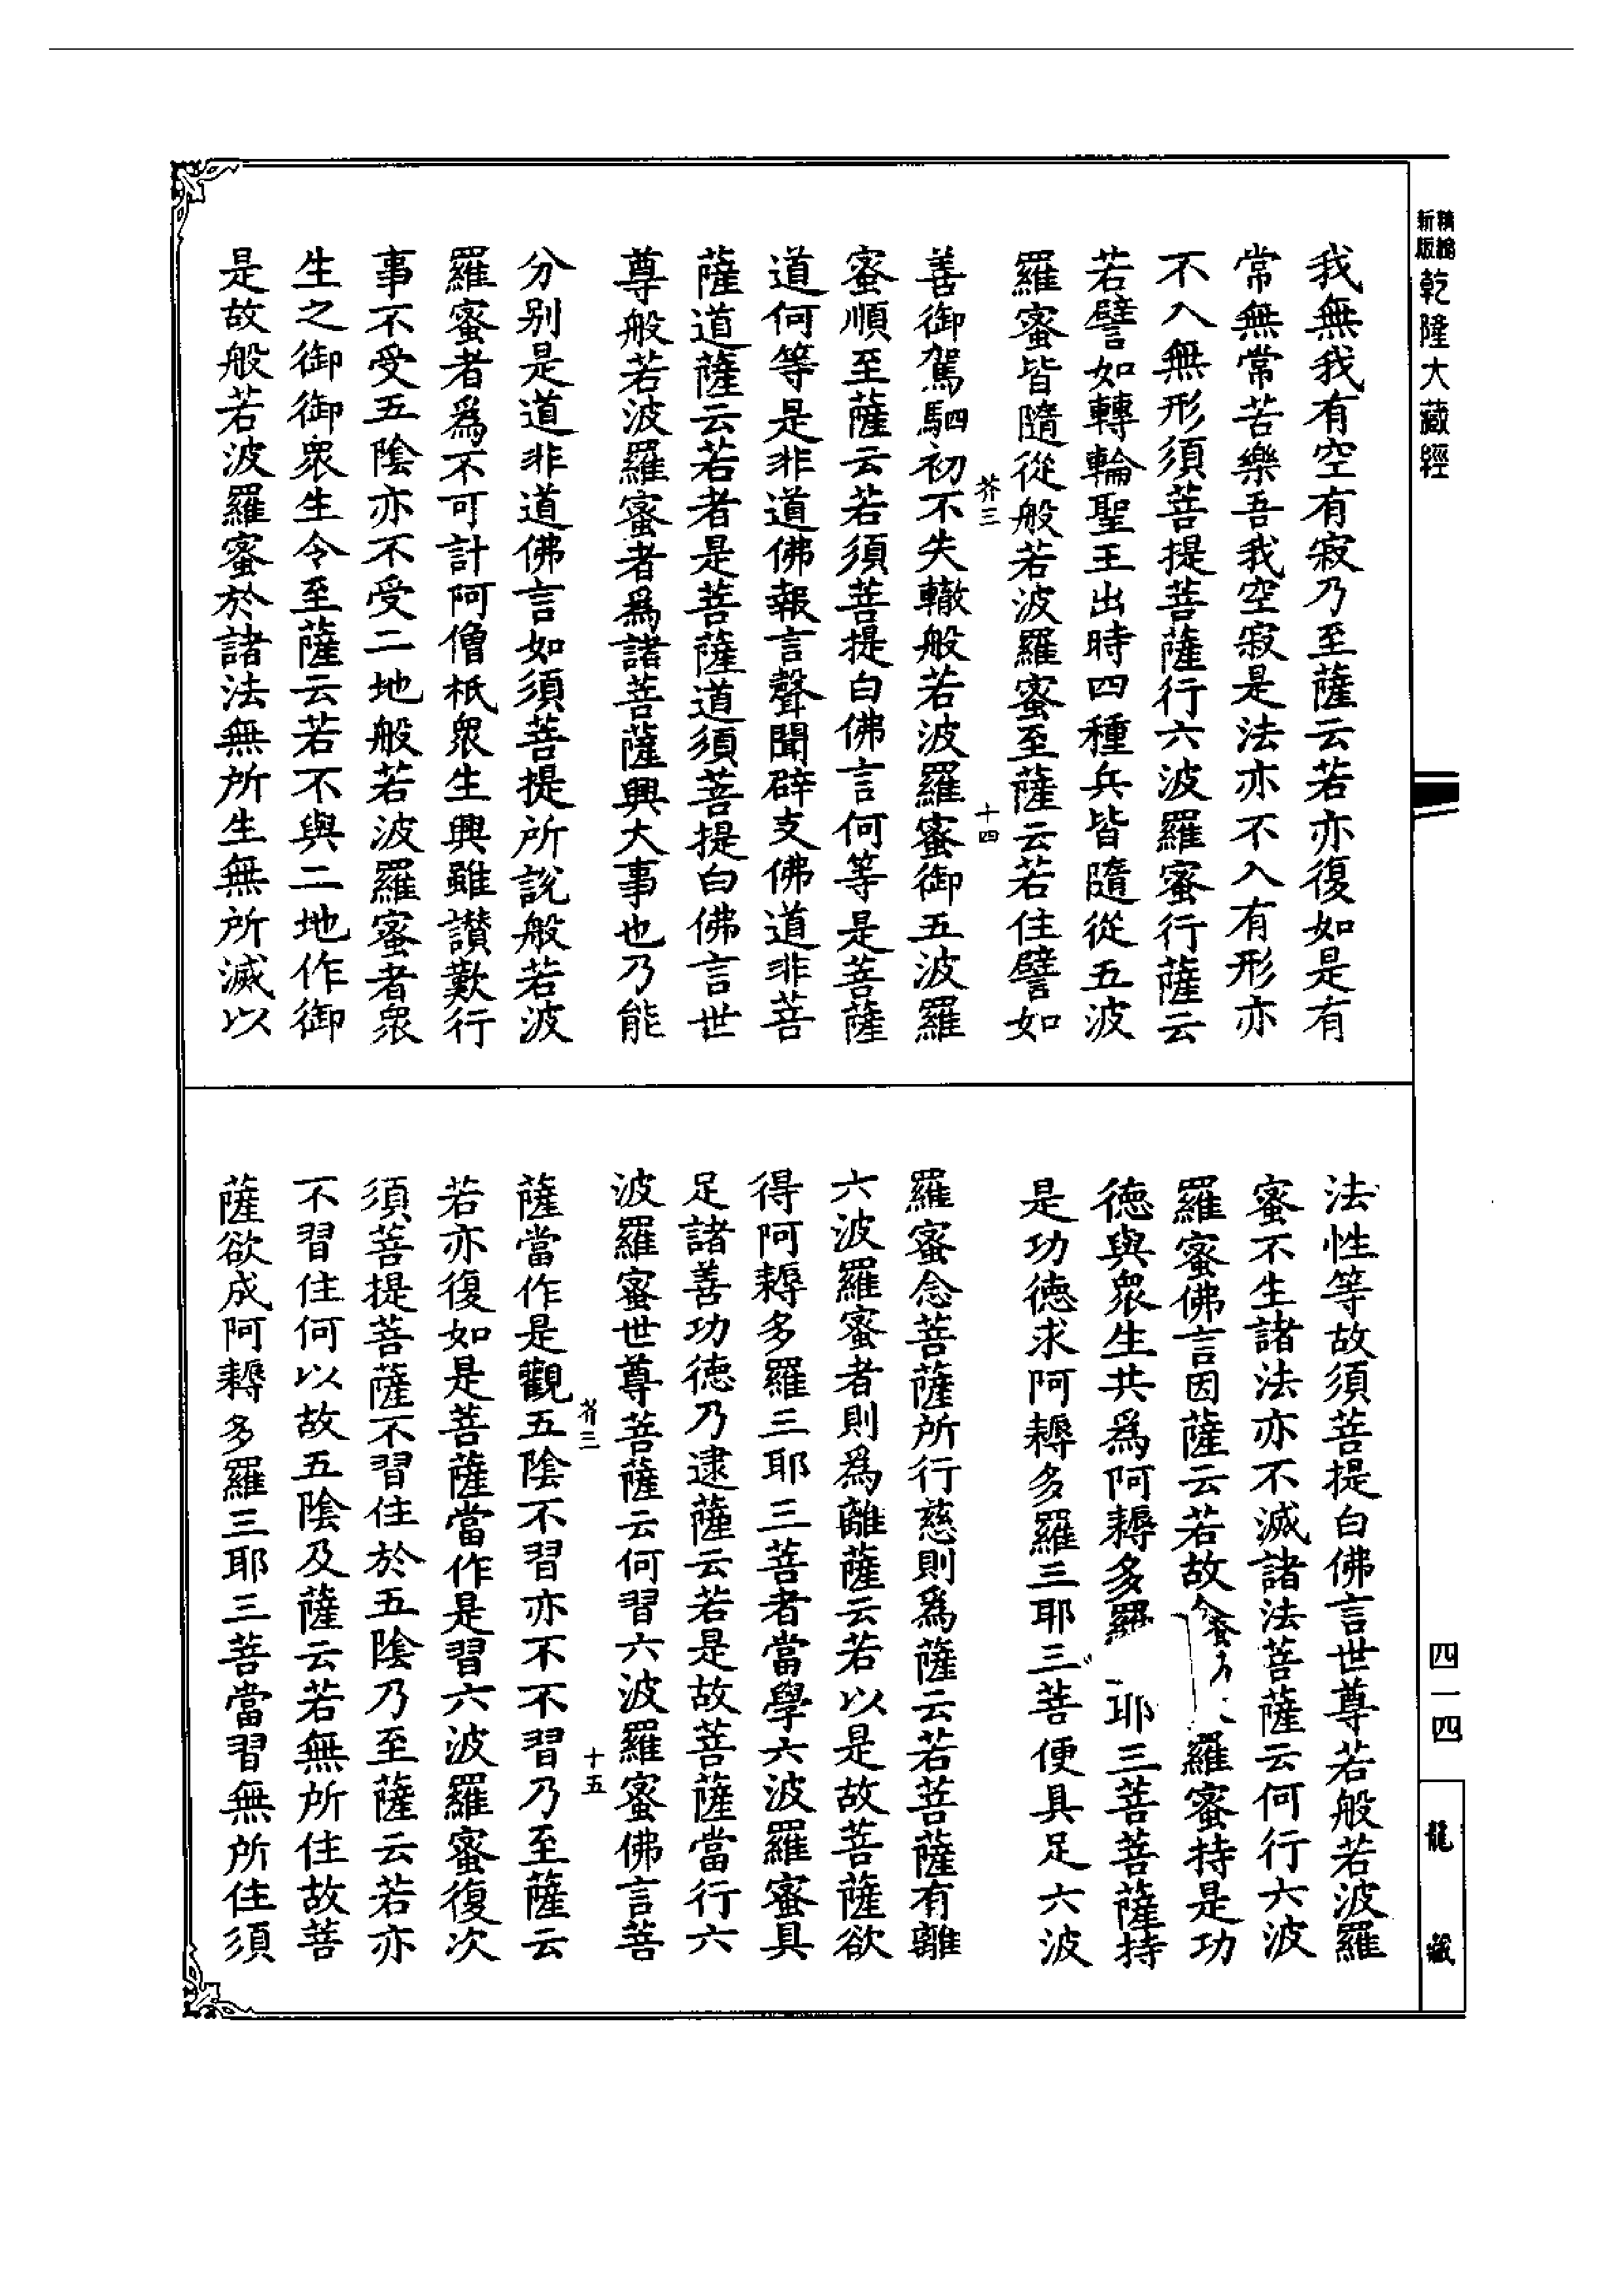 新版精縮乾隆大藏經
我無我有空有寂乃至薩云若亦復如是有
常無常苦樂吾我空寂是法亦不入有形亦
不入無形須菩提菩薩行六波羅蜜行薩云
若譬如轉輪聖王出時四種兵皆隨從五波
羅蜜皆隨從般若波羅蜜至薩云若住譬如
芥三 十四
善御駕駟初不失轍般若波羅蜜御五波羅
蜜順至薩云若須菩提白佛言何等是菩薩
道何等是非道佛報言聲聞辟支佛道非菩
薩道薩云若者是菩薩道須菩提白佛言世
尊般若波羅蜜者為諸菩薩興大事也乃能
分別是道非道佛言如須菩提所說般若波
羅蜜者為不可計阿僧祇眾生興雖讚歎行
事不受五陰亦不受二地般若波羅蜜者眾
生之御御眾生令至薩云若不與二地作御
是故般若波羅蜜於諸法無所生無所滅以
法性等故須菩提白佛言世尊若般若波羅
蜜不生諸法亦不滅諸法菩薩云何行六波
羅蜜佛言因薩云若故羅蜜持是功
德與眾生共為阿耨多羅耶三菩菩薩持
是功德求阿耨多羅三耶三菩便具足六波
羅蜜念菩薩所行慈則為薩云若菩薩有離
六波羅蜜者則為離薩云若以是故菩薩欲
得阿耨多羅三耶三菩者當學六波羅蜜具
足諸善功德乃逮薩云若是故菩薩當行六
波羅蜜世尊菩薩云何習六波羅蜜佛言菩
芥三 十五
薩當作是觀五陰不習亦不不習乃至薩云
若亦復如是菩薩當作是習六波羅蜜復次
須菩提菩薩不習住於五陰乃至薩云若亦
不習住何以故五陰及薩云若無所住故菩
薩欲成阿耨多羅三耶三菩當習無所住須
四一四
龍藏